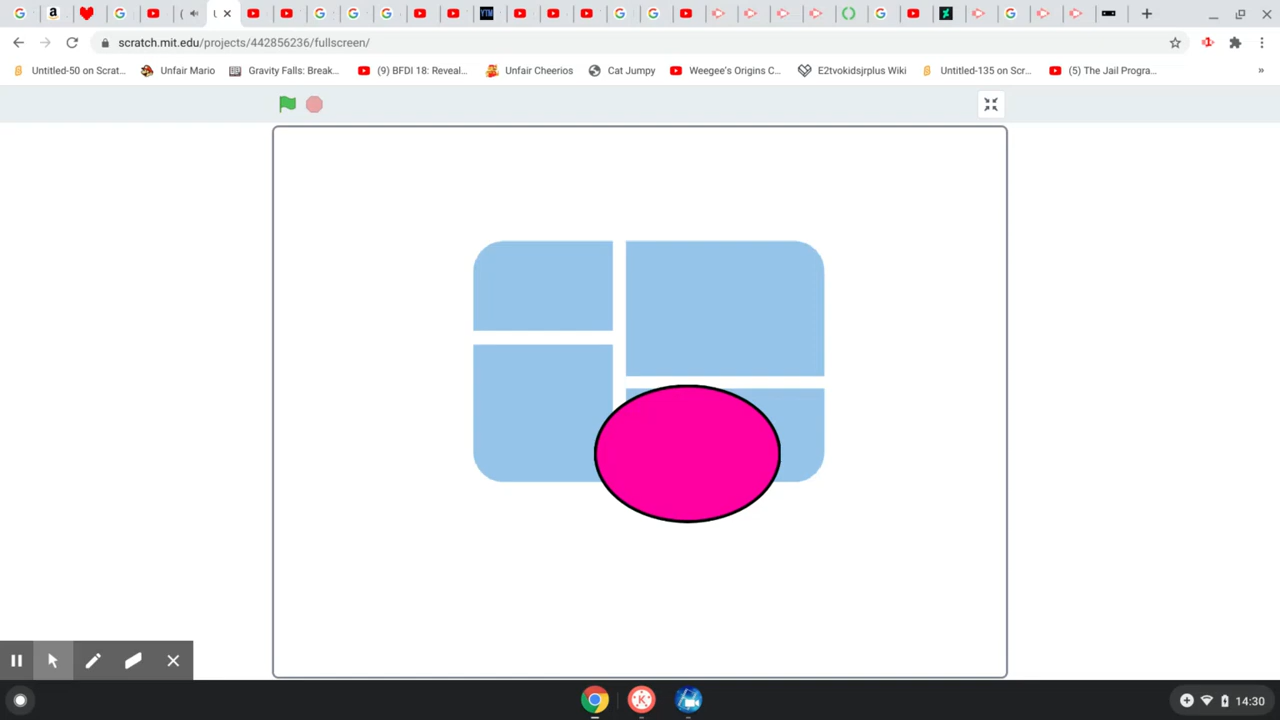 scratch.mit.edu/projects/442856236/fullscreen/
Untitled-50 on Scrat... Unfair Mario Gravity Falls: Break... (9) BFDI 18: Reveal... Unfair Cheerios Cat Jumpy Weegee's Origins C... E2tvokidsjrplus Wiki Untitled-135 on Scr... (5) The Jail Progra... »
14:30